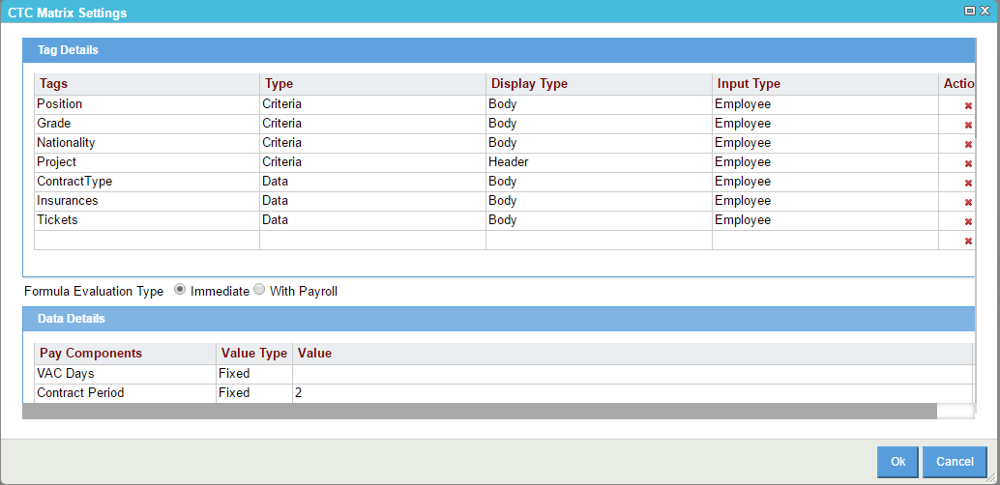 CTC Matrix Settings
Tag Details
Tags Type Display Type Input Type Actio
Position Criteria Body Employee
Grade Criteria Body Employee
Nationality Criteria Body Employee
Project Criteria Header Employee
ContractType Data Body Employee
Insurances Data Body Employee
Tickets Data Body Employee
Formula Evaluation Type Immediate With Payroll
Data Details
Pay Components Value Type Value
VAC Days Fixed
Contract Period Fixed 2
Ok Cancel